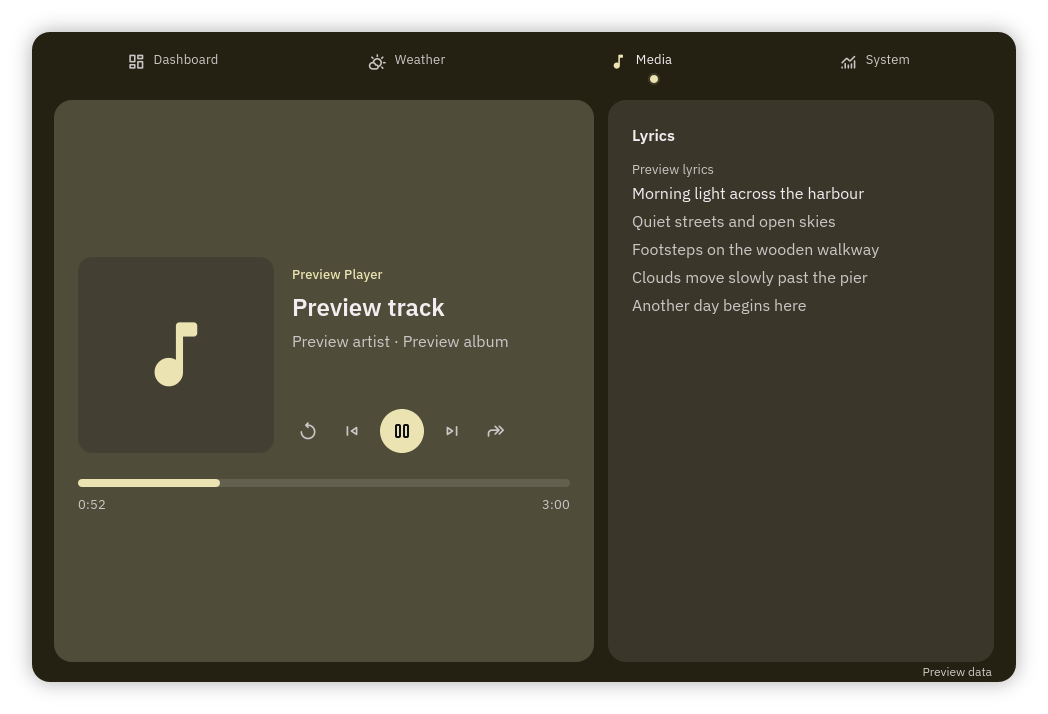 Dashboard
Weather
Media
System
Preview Player
Preview track
Preview artist · Preview album
0:52
3:00
Lyrics
Preview lyrics
Morning light across the harbour
Quiet streets and open skies
Footsteps on the wooden walkway
Clouds move slowly past the pier
Another day begins here
Preview data